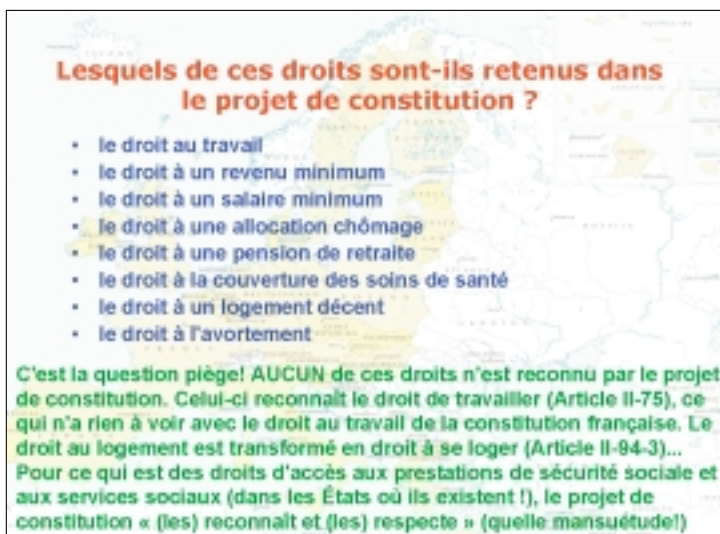 Lesquels de ces droits sont-ils retenus dans
le projet de constitution ?
• le droit au travail
• le droit à un revenu minimum
• le droit à un salaire minimum
• le droit à une allocation chômage
• le droit à une pension de retraite
• le droit à la couverture des soins de santé
• le droit à un logement décent
• le droit à l'avortement
C'est la question piège! AUCUN de ces droits n'est reconnu par le projet
de constitution. Celui-ci reconnaît le droit de travailler (Article II-75), ce
qui n'a rien à voir avec le droit au travail de la constitution française. Le
droit au logement est transformé en droit à se loger (Article II-94-3)...
Pour ce qui est des droits d'accès aux prestations de sécurité sociale et
aux services sociaux (dans les États où ils existent !), le projet de
constitution « (les) reconnaît et (les) respecte » (quelle mansuétude!)